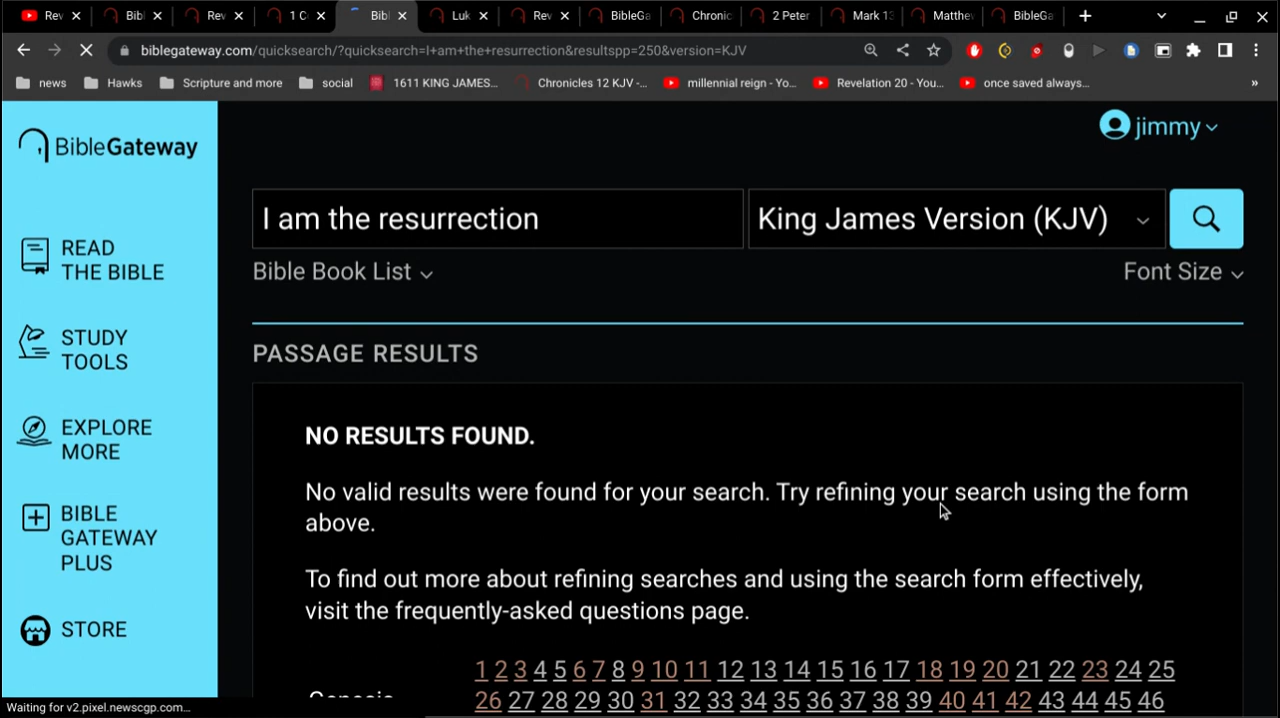 Rev
Bibl
Rev
1 Co
Bibl
Luk
Rev
BibleGa
Chronic
2 Peter
Mark 13
Matthew
BibleGa
biblegateway.com/quicksearch/?quicksearch=I+am+the+resurrection&resultspp=250&version=KJV
news
Hawks
Scripture and more
social
1611 KING JAMES...
Chronicles 12 KJV -...
millennial reign - Yo...
Revelation 20 - You...
once saved always...
»
BibleGateway
jimmy
I am the resurrection
King James Version (KJV)
Bible Book List
Font Size
READ
THE BIBLE
STUDY
TOOLS
EXPLORE
MORE
BIBLE
GATEWAY
PLUS
STORE
PASSAGE RESULTS
NO RESULTS FOUND.
No valid results were found for your search. Try refining your search using the form
above.
To find out more about refining searches and using the search form effectively,
visit the frequently-asked questions page.
1 2 3 4 5 6 7 8 9 10 11 12 13 14 15 16 17 18 19 20 21 22 23 24 25
Genesis
26 27 28 29 30 31 32 33 34 35 36 37 38 39 40 41 42 43 44 45 46
Waiting for v2.pixel.newscgp.com...